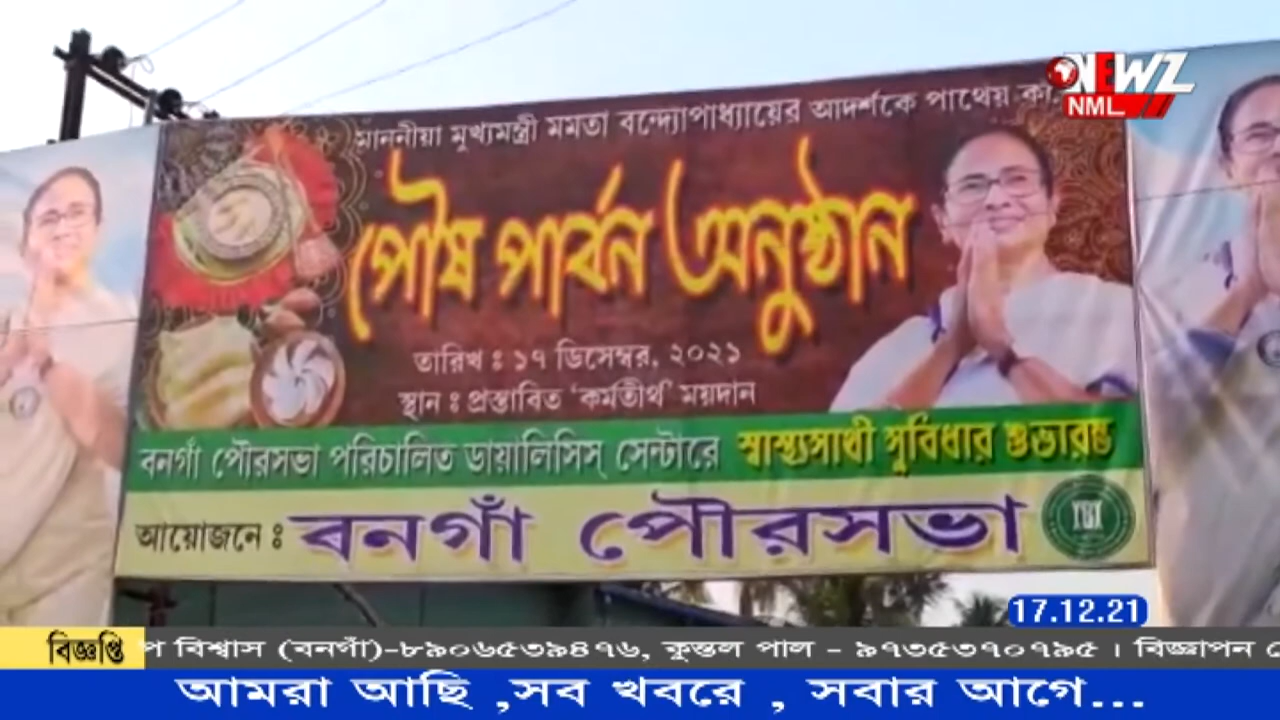 NEWZ
NML
মাননীয়া মুখ্যমন্ত্রী মমতা বন্দ্যোপাধ্যায়ের আদর্শকে পাথেয়
পৌষ পার্বন অনুষ্ঠান
তারিখ ঃ ১৭ ডিসেম্বর, ২০২১
স্থান ঃ প্রস্তাবিত ‘কর্মতীর্থ’ ময়দান
বনগাঁ পৌরসভা পরিচালিত ডায়ালিসিস্ সেন্টারে স্বাস্থ্যসাথী সুবিধার শুভারম্ভ
আয়োজনে ঃ বনগাঁ পৌরসভা
17.12.21
বিজ্ঞপ্তি বিশ্বাস (বনগাঁ)-৮৯০৬৫৩৯৪৭৬, কুন্তল পাল - ৯৭৩৫৩৭০৭৯৫ । বিজ্ঞাপন
আমরা আছি ,সব খবরে , সবার আগে...